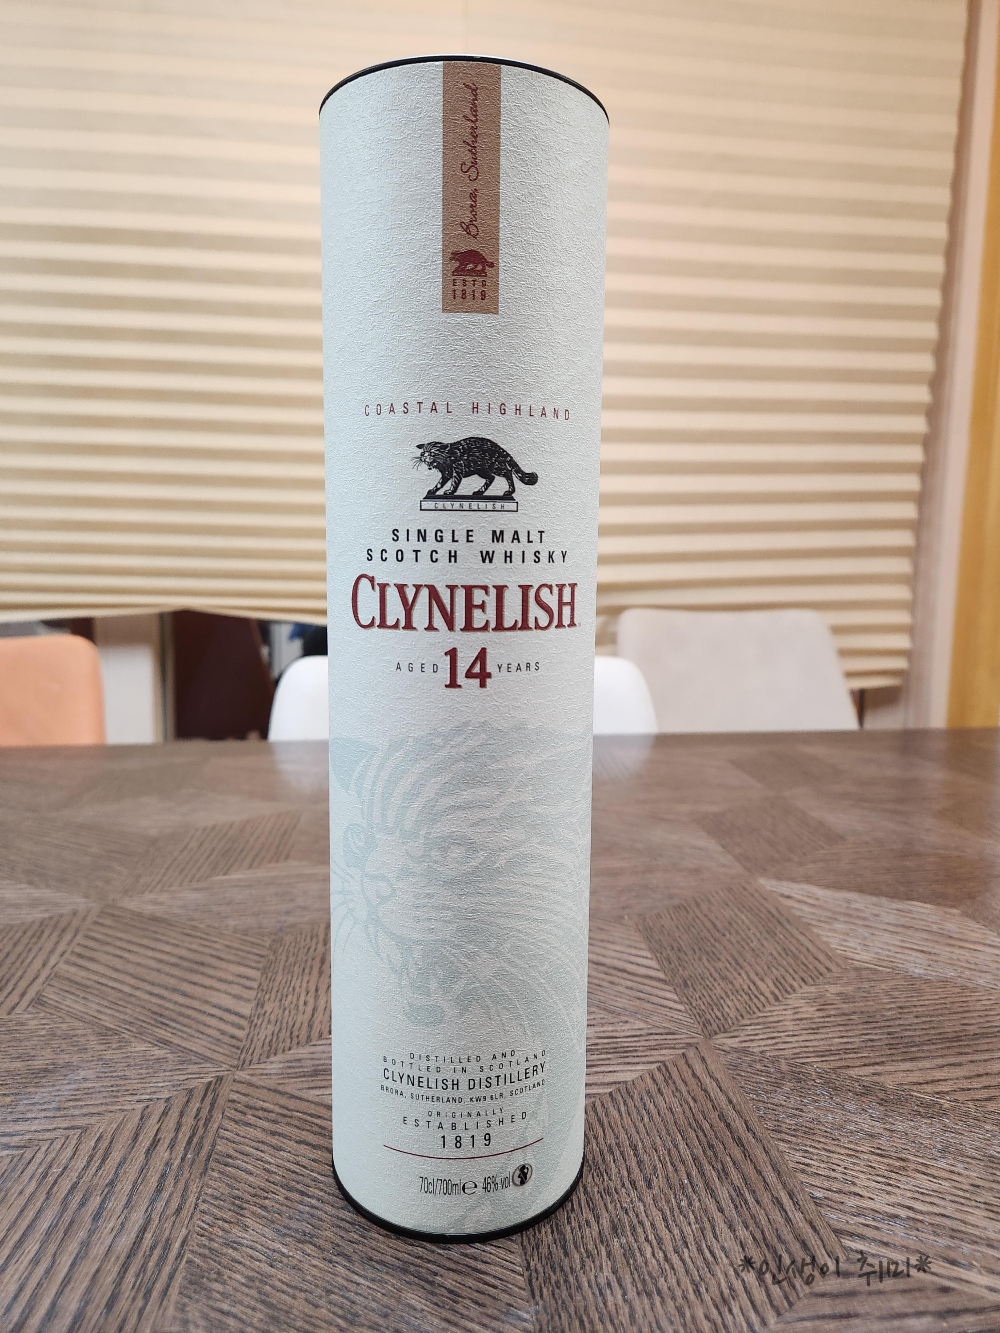 Brora, Sutherland
ESTD
1819
COASTAL HIGHLAND
CLYNELISH
SINGLE MALT
SCOTCH WHISKY
CLYNELISH
AGED 14 YEARS
DISTILLED AND
BOTTLED IN SCOTLAND
CLYNELISH DISTILLERY
BRORA, SUTHERLAND, KW9 6LR, SCOTLAND
ORIGINALLY
ESTABLISHED
1819
70cl/700ml℮ 46% vol
*인생이 취미*